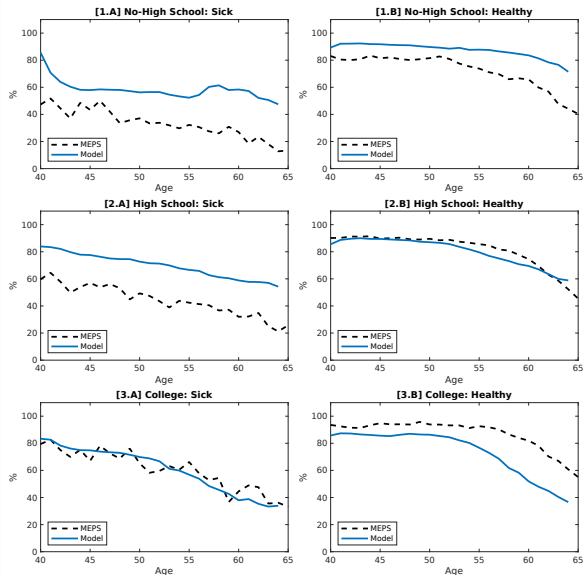 [1.A] No-High School: Sick
100
80
60
40
20
0
%
MEPS
Model
40 45 50 55 60 65
Age
[1.B] No-High School: Healthy
100
80
60
40
20
0
%
MEPS
Model
40 45 50 55 60 65
Age
[2.A] High School: Sick
100
80
60
40
20
0
%
MEPS
Model
40 45 50 55 60 65
Age
[2.B] High School: Healthy
100
80
60
40
20
0
%
MEPS
Model
40 45 50 55 60 65
Age
[3.A] College: Sick
100
80
60
40
20
0
%
MEPS
Model
40 45 50 55 60 65
Age
[3.B] College: Healthy
100
80
60
40
20
0
%
MEPS
Model
40 45 50 55 60 65
Age